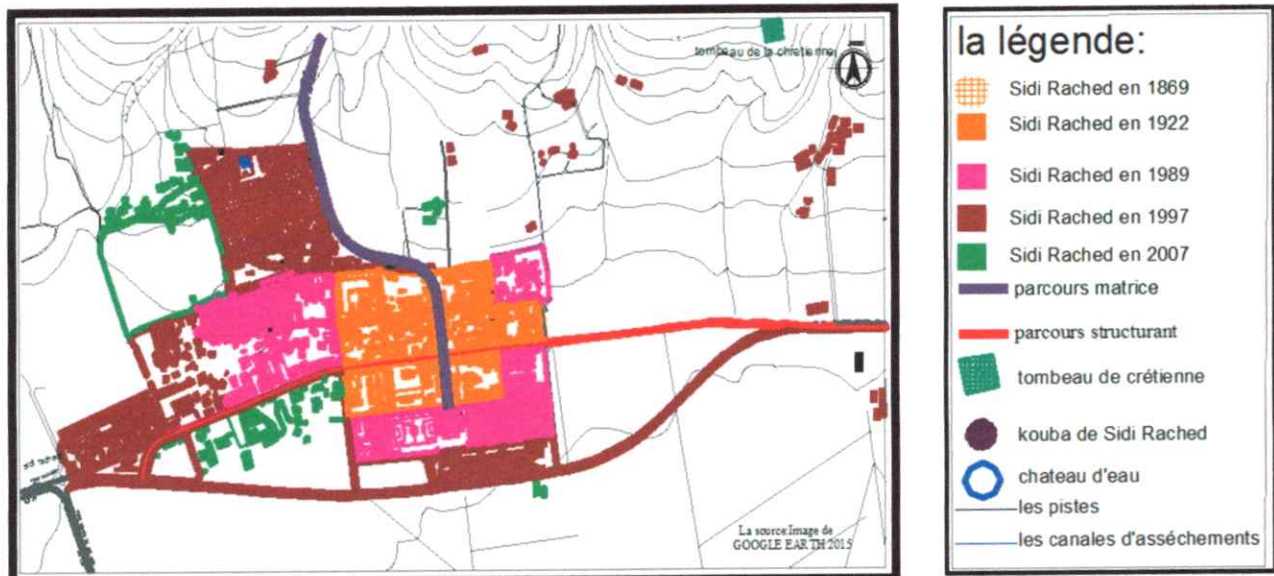 tombeau de la chretienne
La source:Image de
GOOGLE EARTH 2015
la légende:
Sidi Rached en 1869
Sidi Rached en 1922
Sidi Rached en 1989
Sidi Rached en 1997
Sidi Rached en 2007
parcours matrice
parcours structurant
tombeau de crétienne
kouba de Sidi Rached
chateau d'eau
les pistes
les canales d'asséchements